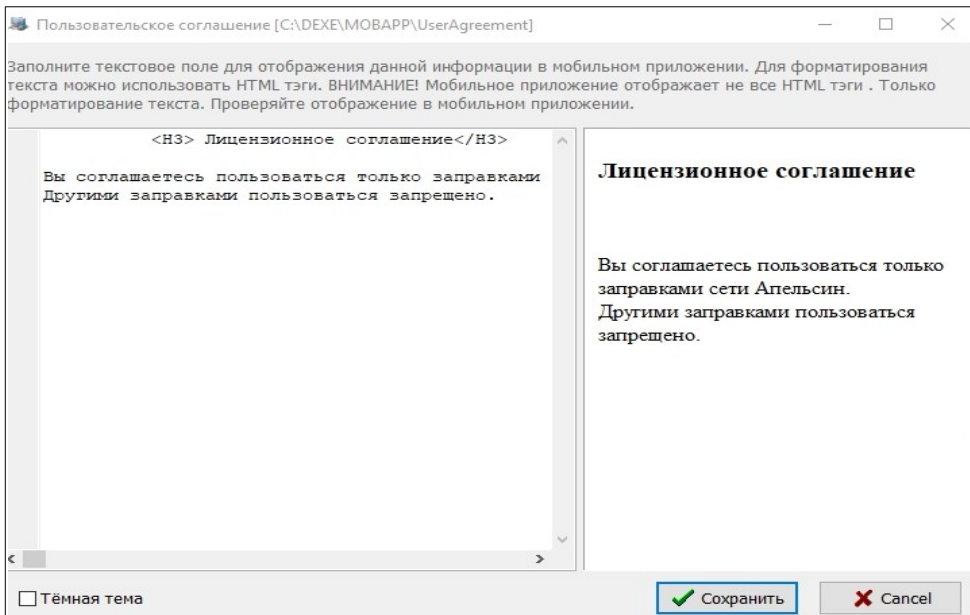 Пользовательское соглашение [C:\DEXE\MOBAPP\UserAgreement]
Заполните текстовое поле для отображения данной информации в мобильном приложении. Для форматирования
текста можно использовать HTML тэги. ВНИМАНИЕ! Мобильное приложение отображает не все HTML тэги . Только
форматирование текста. Проверяйте отображение в мобильном приложении.
<H3> Лицензионное соглашение</H3>
Вы соглашаетесь пользоваться только заправками
Другими заправками пользоваться запрещено.
Лицензионное соглашение
Вы соглашаетесь пользоваться только
заправками сети Апельсин.
Другими заправками пользоваться
запрещено.
Тёмная тема
Сохранить
Cancel